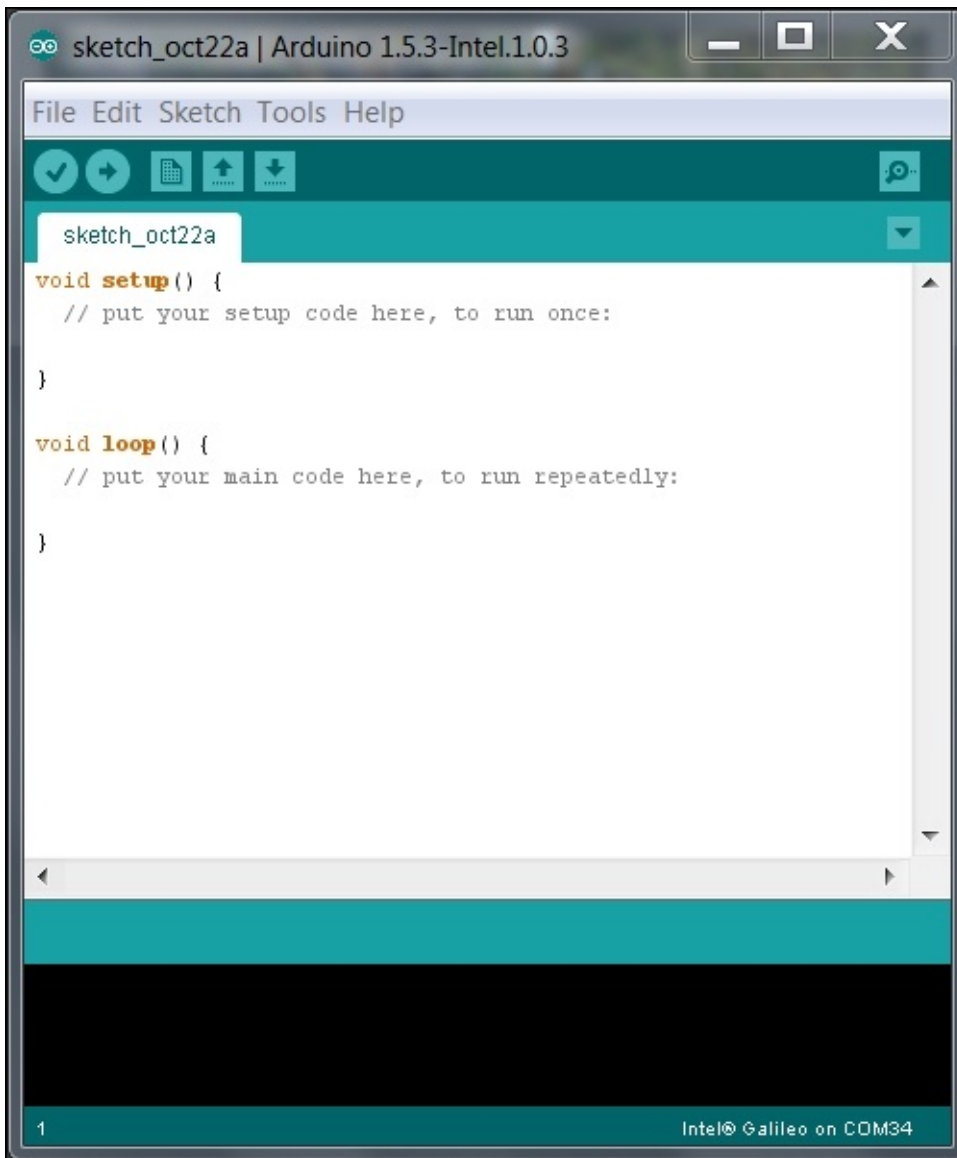 sketch_oct22a | Arduino 1.5.3-Intel.1.0.3
File Edit Sketch Tools Help
sketch_oct22a
void setup() {
  // put your setup code here, to run once:
}
void loop() {
  // put your main code here, to run repeatedly:
}
1 Intel® Galileo on COM34